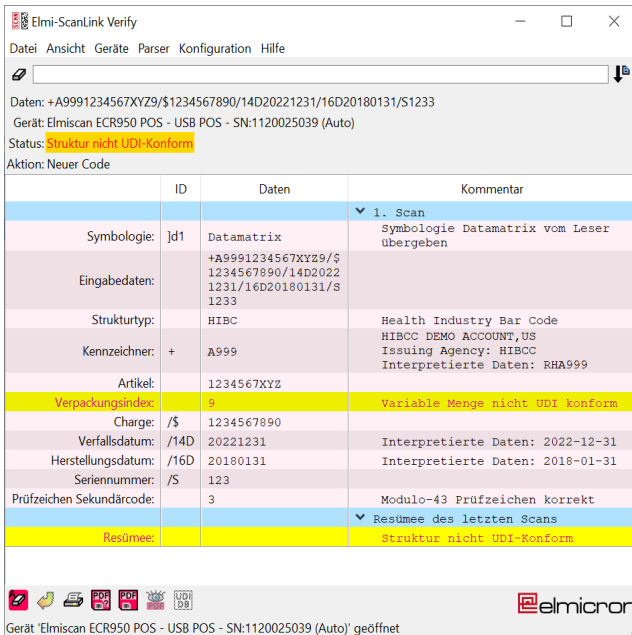 Elmi-ScanLink Verify
Datei Ansicht Geräte Parser Konfiguration Hilfe
Daten: +A9991234567XYZ9/$1234567890/14D20221231/16D20180131/S1233
Gerät: Elmiscan ECR950 POS - USB POS - SN:1120025039 (Auto)
Status: Struktur nicht UDI-Konform
Aktion: Neuer Code
ID Daten Kommentar
1. Scan
Symbologie: ]d1 Datamatrix Symbologie Datamatrix vom Leser
übergeben
Eingabedaten: +A9991234567XYZ9/$
1234567890/14D2022
1231/16D20180131/S
1233
Strukturtyp: HIBC Health Industry Bar Code
Kennzeichner: + A999 HIBCC DEMO ACCOUNT,US
Issuing Agency: HIBCC
Interpretierte Daten: RHA999
Artikel: 1234567XYZ
Verpackungsindex: 9 Variable Menge nicht UDI konform
Charge: /$ 1234567890
Verfallsdatum: /14D 20221231 Interpretierte Daten: 2022-12-31
Herstellungsdatum: /16D 20180131 Interpretierte Daten: 2018-01-31
Seriennummer: /S 123
Prüfzeichen Sekundärcode: 3 Modulo-43 Prüfzeichen korrekt
Resümee des letzten Scans
Resümee: Struktur nicht UDI-Konform
PDF ? PDF PDF UDI
DB
elmicron
Gerät 'Elmiscan ECR950 POS - USB POS - SN:1120025039 (Auto)' geöffnet